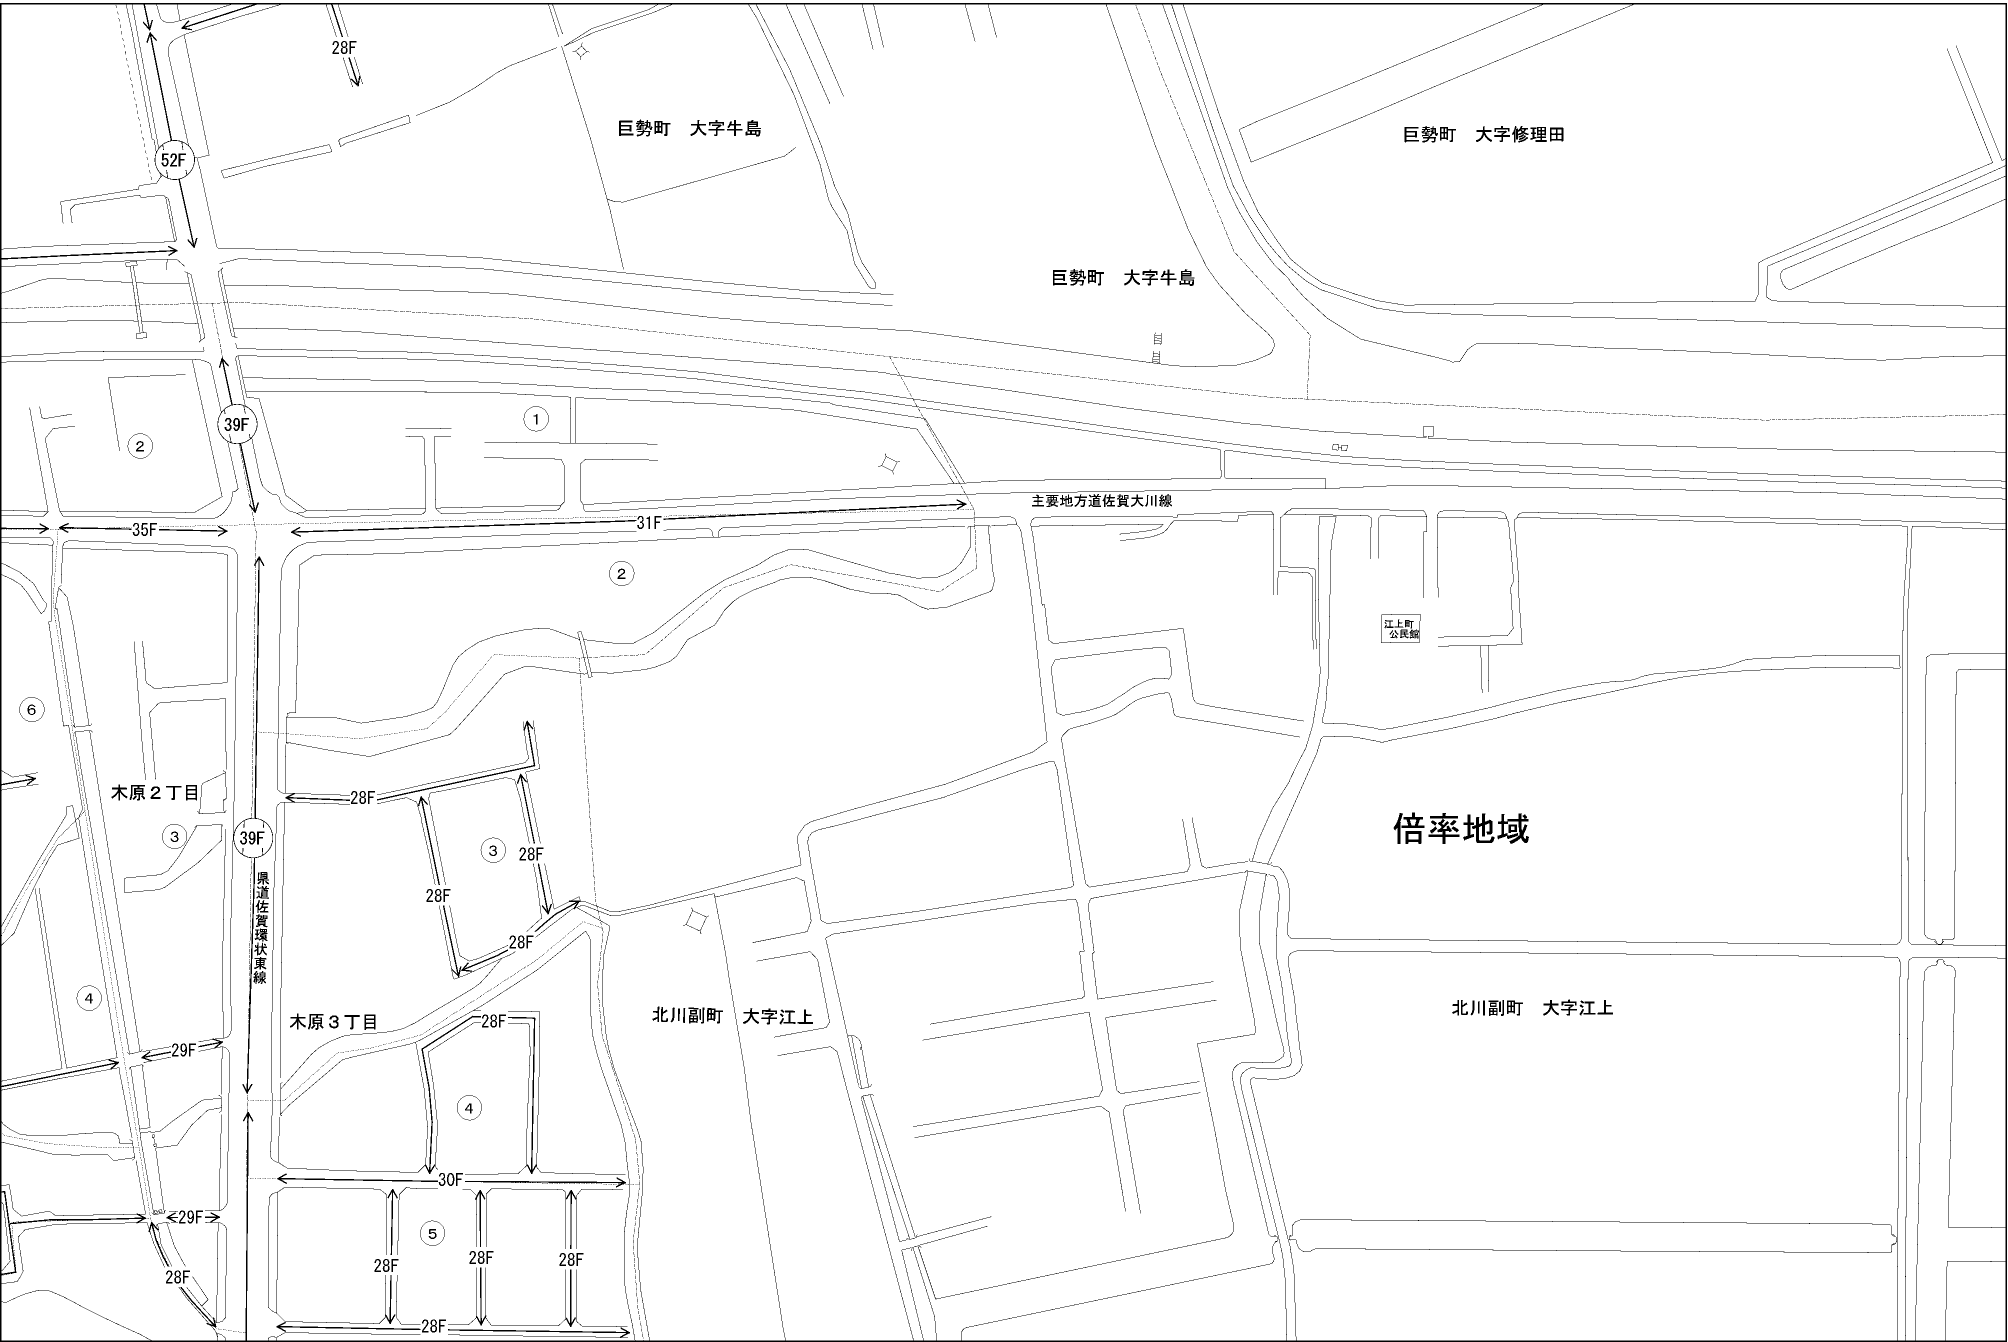 28F
巨勢町　大字牛島
巨勢町　大字修理田
52F
巨勢町　大字牛島
39F
①
②
主要地方道佐賀大川線
35F
31F
②
江上町
公民館
⑥
木原２丁目
28F
倍率地域
③
39F
③
28F
28F
県道佐賀環状東線
28F
④
木原３丁目
28F
北川副町　大字江上
北川副町　大字江上
29F
④
30F
29F
⑤
28F
28F
28F
28F
28F